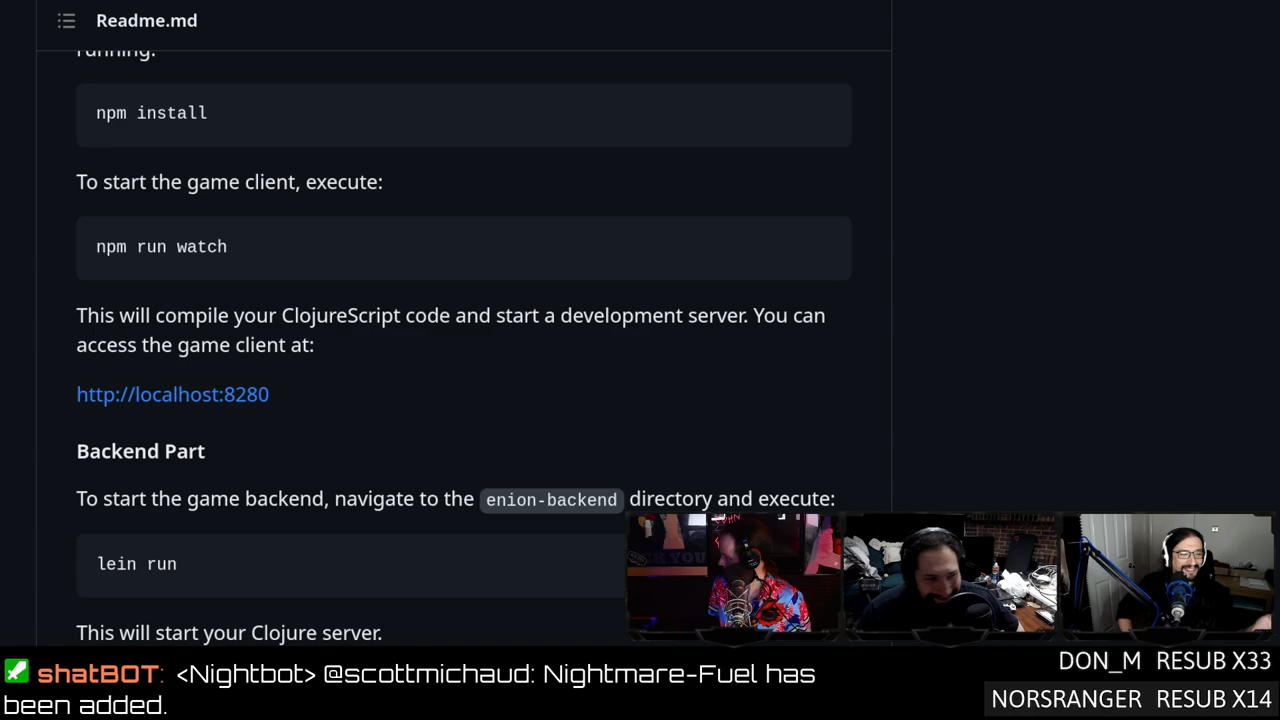 Readme.md
running:
npm install
To start the game client, execute:
npm run watch
This will compile your ClojureScript code and start a development server. You can
access the game client at:
http://localhost:8280
Backend Part
To start the game backend, navigate to the enion-backend directory and execute:
lein run
This will start your Clojure server.
shatBOT: <Nightbot> @scottmichaud: Nightmare-Fuel has
been added.
DON_M RESUB X33
NORSRANGER RESUB X14